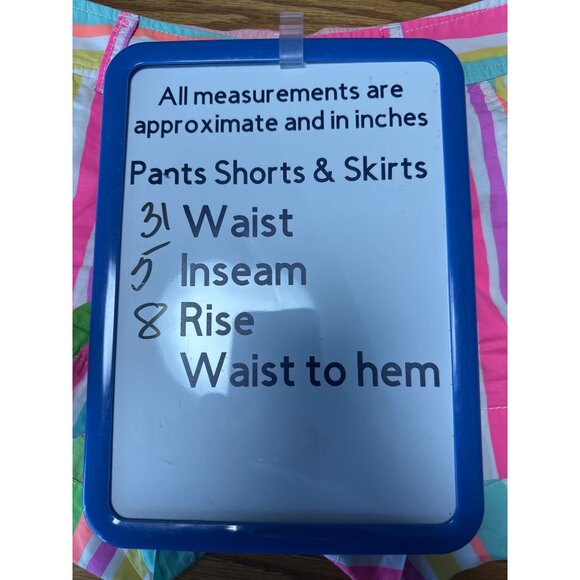 All measurements are
approximate and in inches
Pants Shorts & Skirts
31 Waist
5 Inseam
8 Rise
Waist to hem